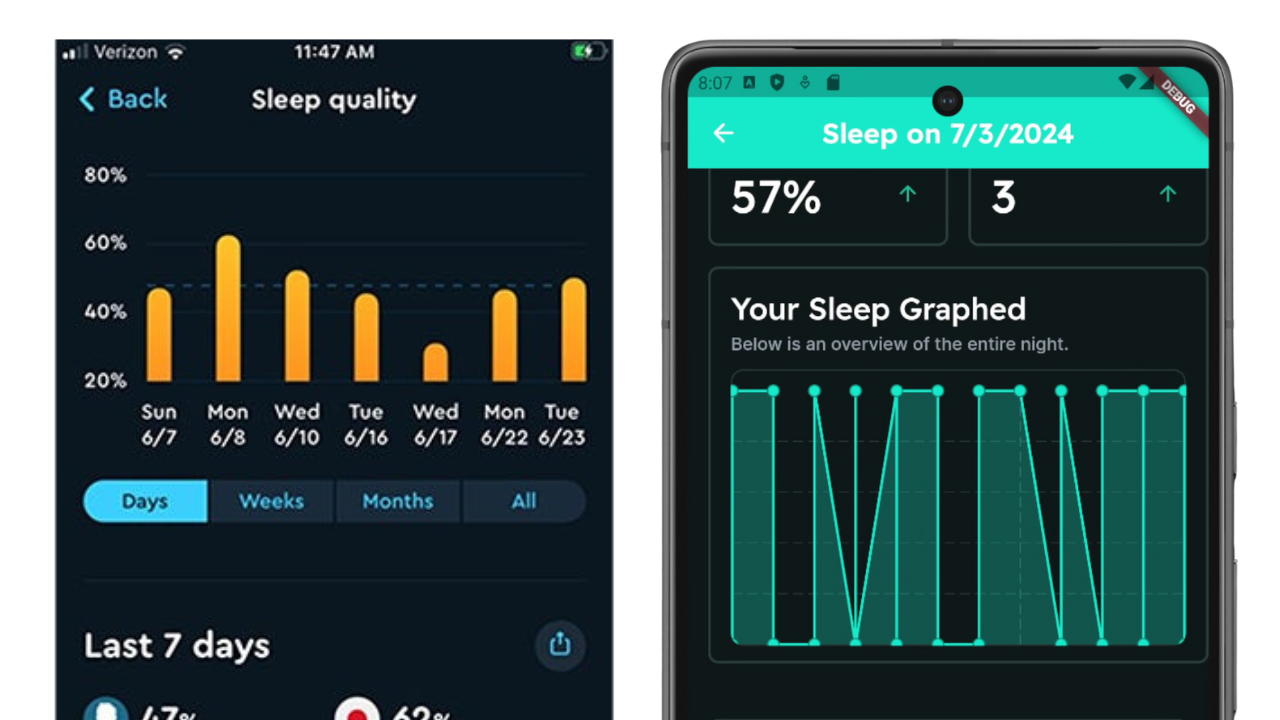 Verizon
11:47 AM
Back
Sleep quality
80%
60%
40%
20%
Sun Mon Wed Tue Wed Mon Tue
6/7 6/8 6/10 6/16 6/17 6/22 6/23
Days Weeks Months All
Last 7 days
47% 62%
8:07
DEBUG
Sleep on 7/3/2024
57% 3
Your Sleep Graphed
Below is an overview of the entire night.